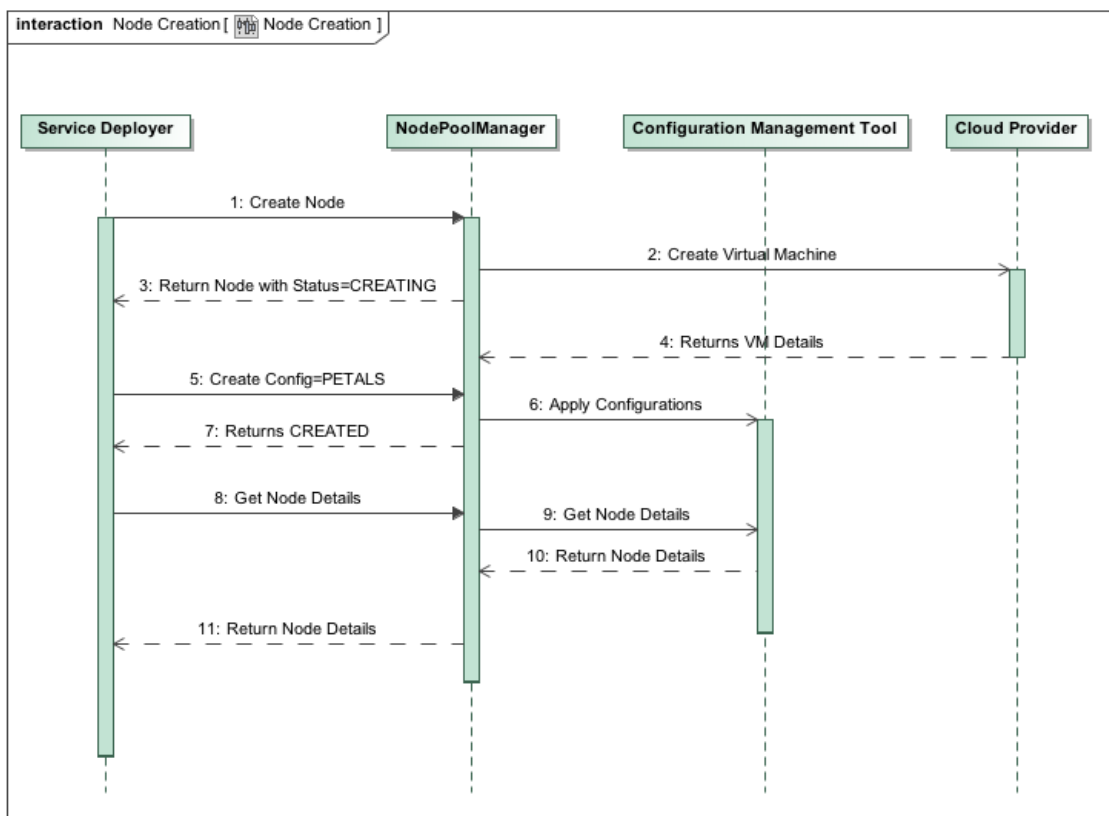 interaction Node Creation [ Node Creation ]
Service Deployer
NodePoolManager
Configuration Management Tool
Cloud Provider
1: Create Node
2: Create Virtual Machine
3: Return Node with Status=CREATING
4: Returns VM Details
5: Create Config=PETALS
6: Apply Configurations
7: Returns CREATED
8: Get Node Details
9: Get Node Details
10: Return Node Details
11: Return Node Details